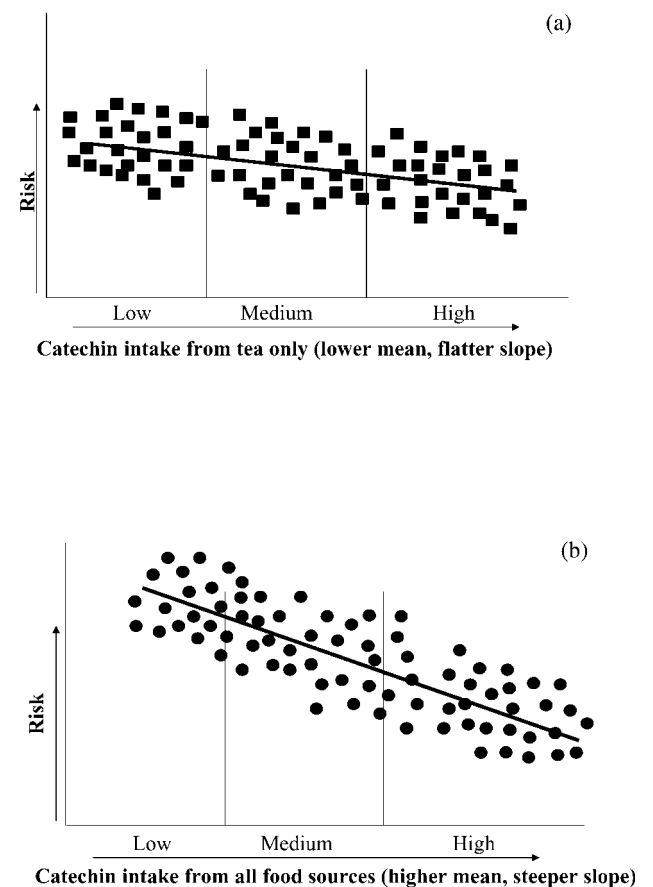 (a)
Risk
Low Medium High
Catechin intake from tea only (lower mean, flatter slope)
(b)
Risk
Low Medium High
Catechin intake from all food sources (higher mean, steeper slope)